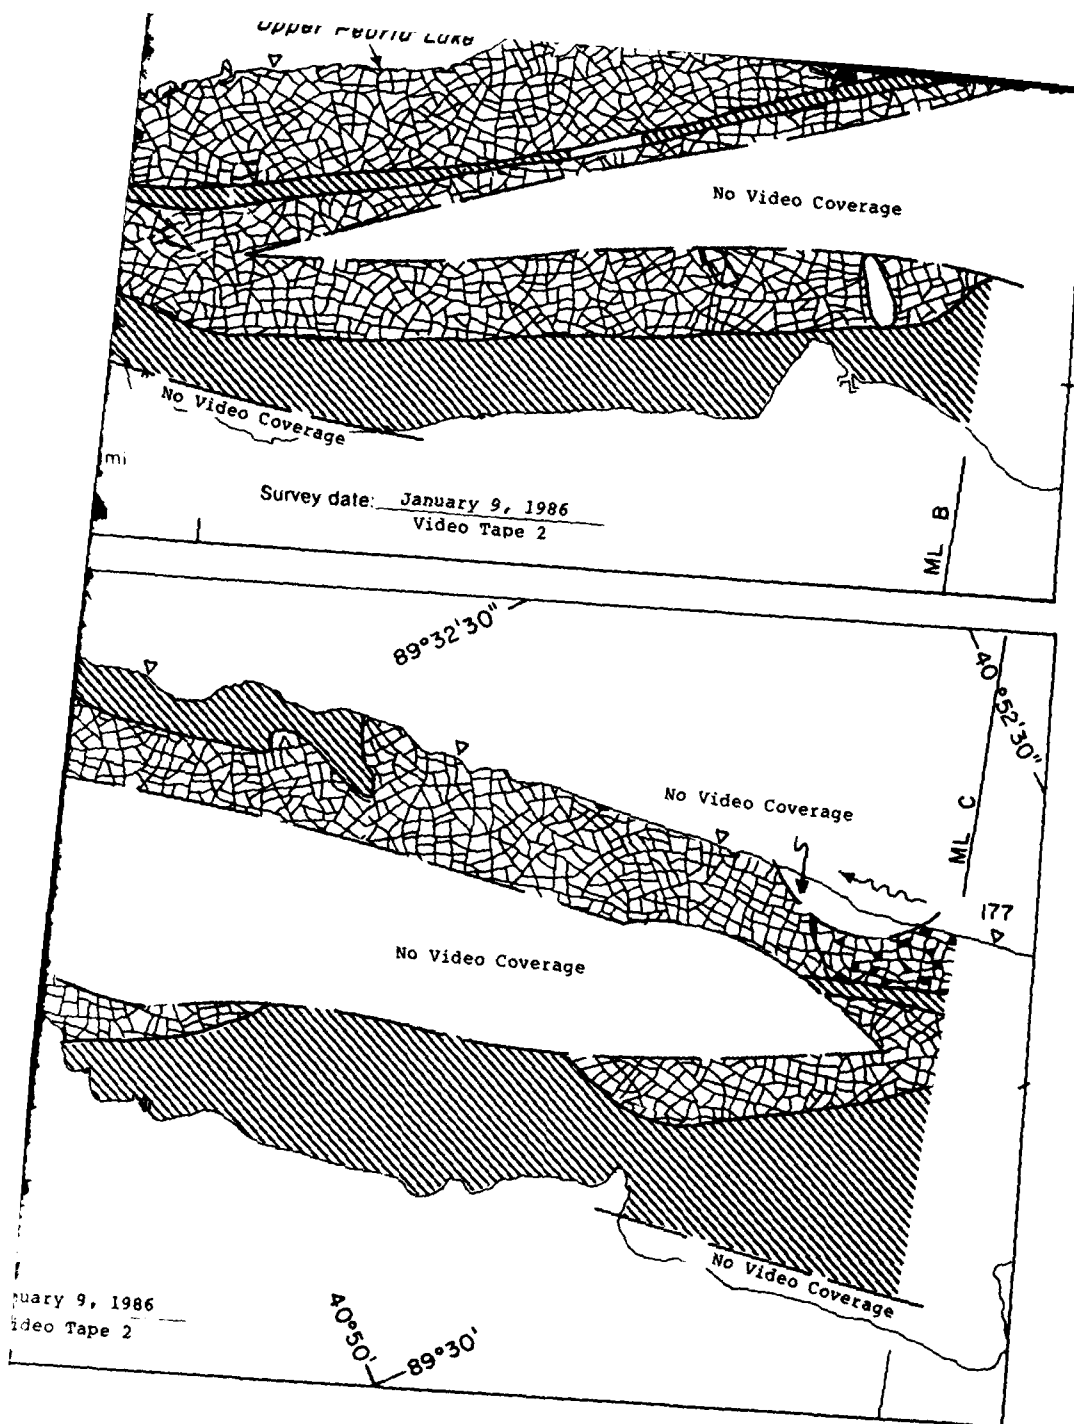 Upper Peoria Lake
No Video Coverage
No Video Coverage
mi
Survey date: January 9, 1986
Video Tape 2
ML B
89°32'30"
40°52'30"
No Video Coverage
ML C
177
No Video Coverage
No Video Coverage
uary 9, 1986
ideo Tape 2
40°50'
89°30'